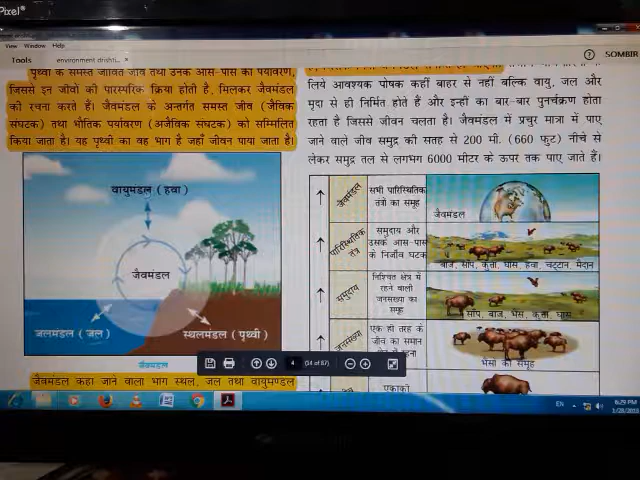 Pixel®
View Window Help
Tools
environment drishti...
SOMBIR
पृथ्वी के समस्त जीवित जीव तथा उनके आस-पास का पर्यावरण,
जिससे इन जीवों की पारस्परिक क्रिया होती है, मिलकर जैवमंडल
की रचना करते हैं। जैवमंडल के अन्तर्गत समस्त जीव (जैविक
संघटक) तथा भौतिक पर्यावरण (अजैविक संघटक) को सम्मिलित
किया जाता है। यह पृथ्वी का वह भाग है जहाँ जीवन पाया जाता है।
वायुमंडल (हवा)
जैवमंडल
जलमंडल (जल)
स्थलमंडल (पृथ्वी)
जैवमंडल
जैवमंडल कहा जाने वाला भाग स्थल, जल तथा वायुमण्डल
लिये आवश्यक पोषक कहीं बाहर से नहीं बल्कि वायु, जल और
मृदा से ही निर्मित होते हैं और इन्हीं का बार-बार पुनर्चक्रण होता
रहता है जिससे जीवन चलता है। जैवमंडल में प्रचुर मात्रा में पाए
जाने वाले जीव समुद्र की सतह से 200 मी. (660 फुट) नीचे से
लेकर समुद्र तल से लगभग 6000 मीटर के ऊपर तक पाए जाते हैं।
जैवमंडल
सभी पारिस्थितिक
तंत्रों का समूह
जैवमंडल
पारिस्थितिक
तंत्र
समुदाय और
उसके आस-पास
के निर्जीव घटक
बाज, साँप, कुत्ता, घास, हवा, चट्टान, मैदान
समुदाय
निश्चित क्षेत्र में
रहने वाली
जनसंख्या का
समूह
साँप, बाज, भैंस, कुत्ता, घास
जनसंख्या
एक ही तरह के
जीव का समान
भैंसों का समूह
एकाकी
4 (14 of 87)
EN
6:29 PM